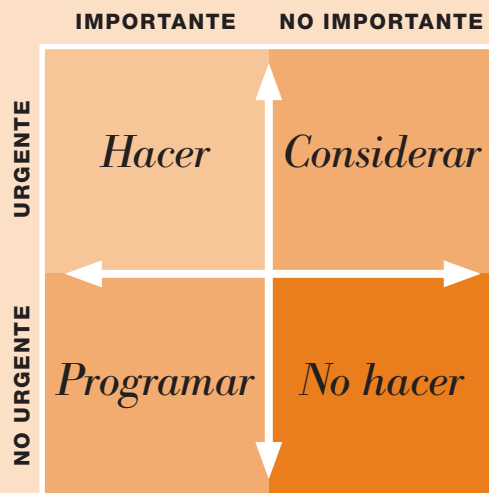 IMPORTANTE NO IMPORTANTE
URGENTE
Hacer Considerar
NO URGENTE
Programar No hacer